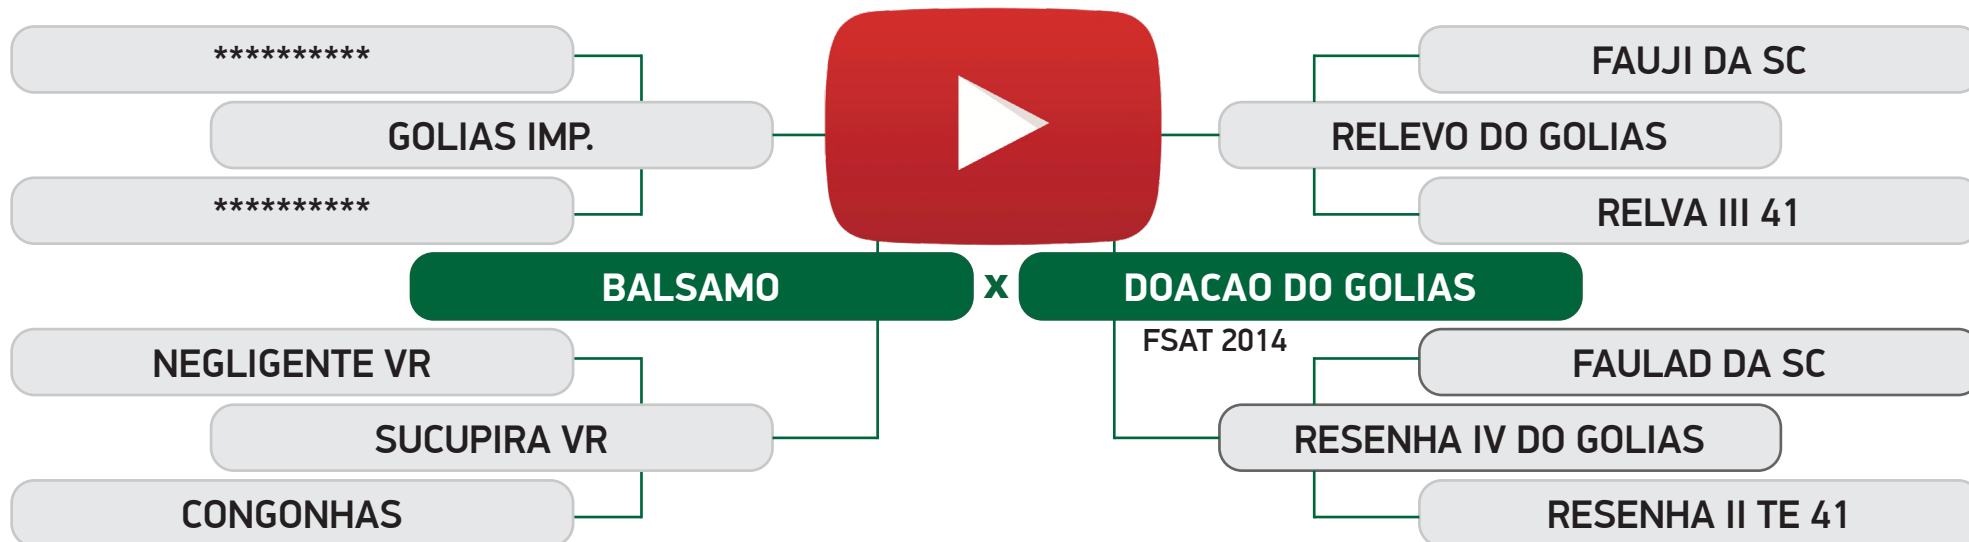 **********
FAUJI DA SC
GOLIAS IMP.
RELEVO DO GOLIAS
**********
RELVA III 41
BALSAMO x DOACAO DO GOLIAS
FSAT 2014
NEGLIGENTE VR
FAULAD DA SC
SUCUPIRA VR
RESENHA IV DO GOLIAS
CONGONHAS
RESENHA II TE 41